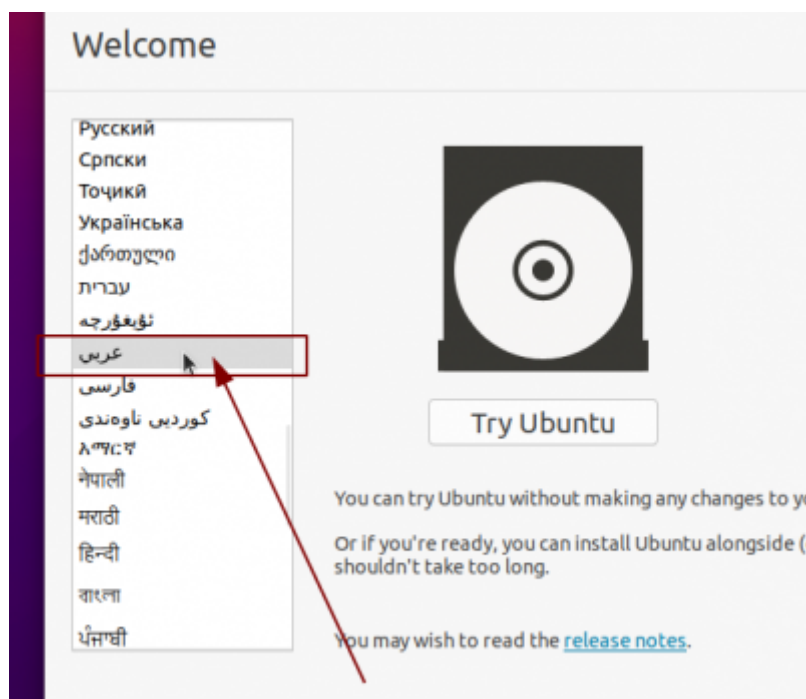 Welcome
Русский
Српски
Тоҷикӣ
Українська
ქართული
עברית
ئۇيغۇرچە
عربي
فارسی
کوردیی ناوەندی
አማርኛ
नेपाली
मराठी
हिन्दी
বাংলা
ਪੰਜਾਬੀ
Try Ubuntu
You can try Ubuntu without making any changes to
Or if you're ready, you can install Ubuntu alongside (
shouldn't take too long.
You may wish to read the release notes.